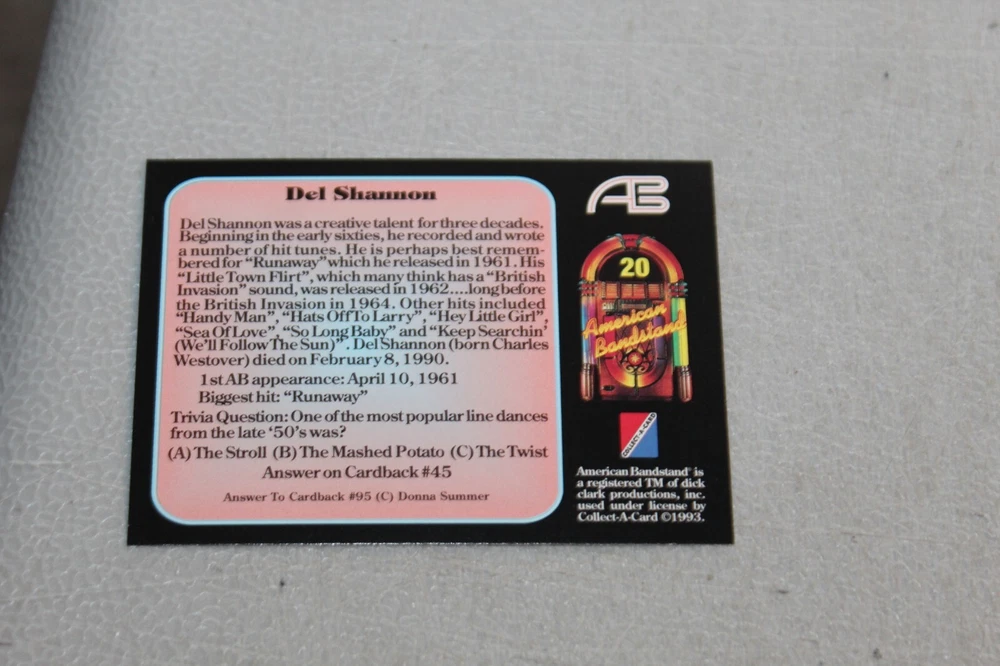 Del Shannon
Del Shannon was a creative talent for three decades.
Beginning in the early sixties, he recorded and wrote
a number of hit tunes. He is perhaps best remem-
bered for "Runaway" which he released in 1961. His
"Little Town Flirt", which many think has a "British
Invasion" sound, was released in 1962....long before
the British Invasion in 1964. Other hits included
"Handy Man", "Hats Off To Larry", "Hey Little Girl",
"Sea Of Love", "So Long Baby" and "Keep Searchin'
(We'll Follow The Sun)". Del Shannon (born Charles
Westover) died on February 8, 1990.
1st AB appearance: April 10, 1961
Biggest hit: "Runaway"
Trivia Question: One of the most popular line dances
from the late '50's was?
(A) The Stroll (B) The Mashed Potato (C) The Twist
Answer on Cardback #45
Answer To Cardback #95 (C) Donna Summer
AB
20
American
Bandstand
COLLECT-A-CARD
American Bandstand® is
a registered TM of dick
clark productions, inc.
used under license by
Collect-A-Card ©1993.